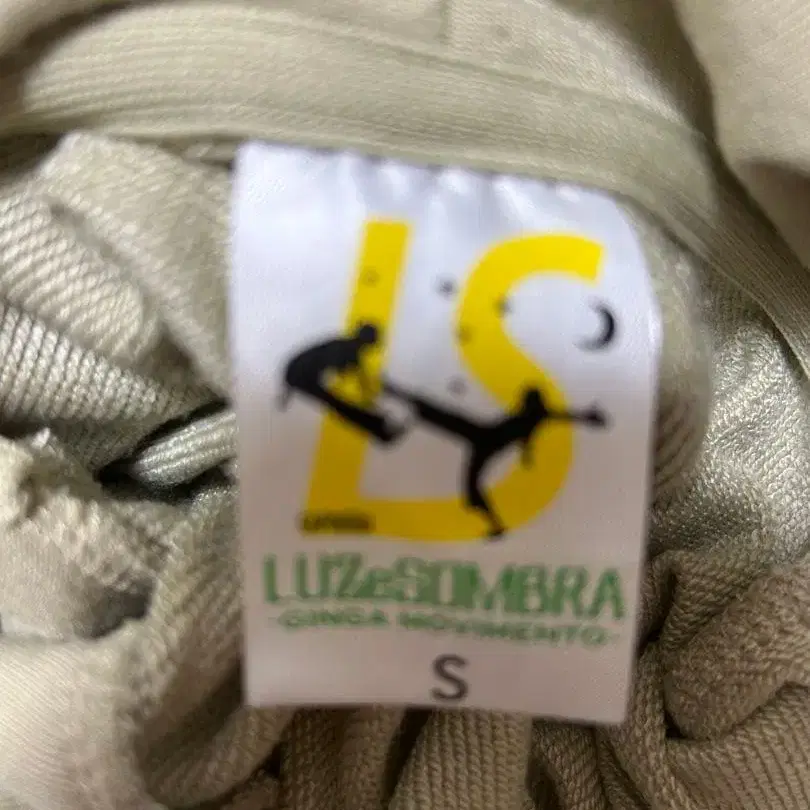 LS
LUZeSOMBRA
-GINGA MOVIMENTO-
S